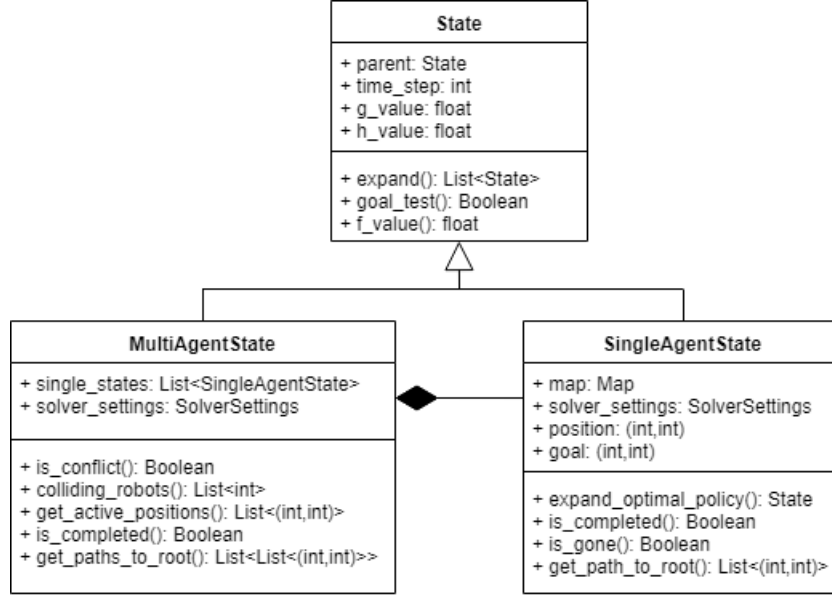 State
+ parent: State
+ time_step: int
+ g_value: float
+ h_value: float
+ expand(): List<State>
+ goal_test(): Boolean
+ f_value(): float
MultiAgentState
+ single_states: List<SingleAgentState>
+ solver_settings: SolverSettings
+ is_conflict(): Boolean
+ colliding_robots(): List<int>
+ get_active_positions(): List<(int,int)>
+ is_completed(): Boolean
+ get_paths_to_root(): List<List<(int,int)>>
SingleAgentState
+ map: Map
+ solver_settings: SolverSettings
+ position: (int,int)
+ goal: (int,int)
+ expand_optimal_policy(): State
+ is_completed(): Boolean
+ is_gone(): Boolean
+ get_path_to_root(): List<(int,int)>